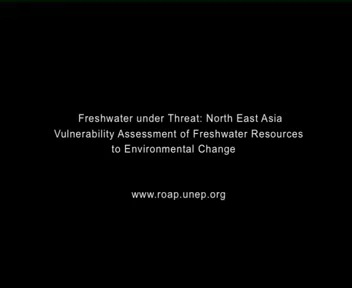 Freshwater under Threat: North East Asia
Vulnerability Assessment of Freshwater Resources
to Environmental Change
www.roap.unep.org